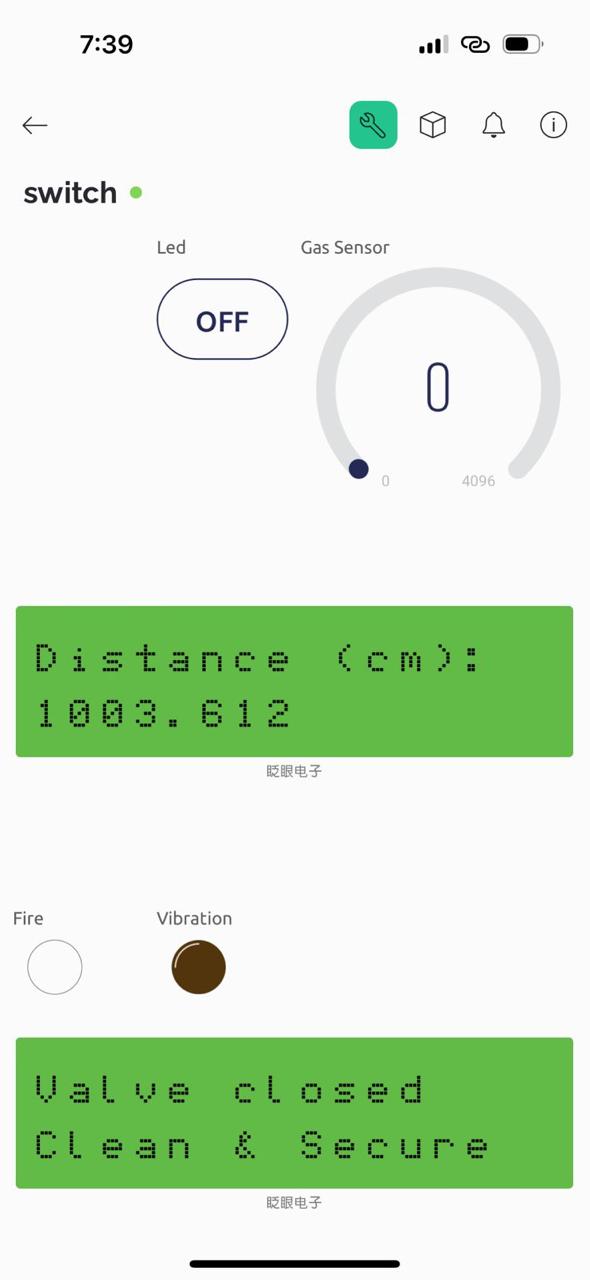 7:39
switch
Led
Gas Sensor
OFF
0
0
4096
Distance (cm):
1003.612
眨眼电子
Fire
Vibration
Valve closed
Clean & Secure
眨眼电子